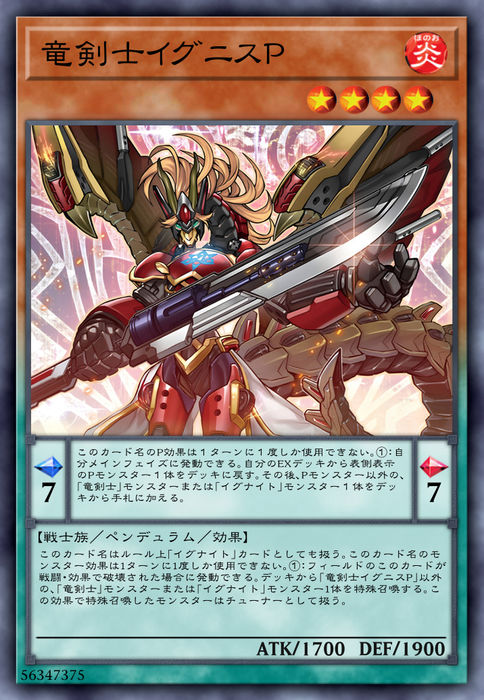 竜剣士イグニスP
ほのお
炎
このカード名のP効果は1ターンに1度しか使用できない。①:自
分メインフェイズに発動できる。自分のEXデッキから表側表示
のPモンスター1体をデッキに戻す。その後、Pモンスター以外の、
「竜剣士」モンスターまたは「イグナイト」モンスター1体をデッ
キから手札に加える。
7
7
【戦士族/ペンデュラム/効果】
このカード名はルール上「イグナイト」カードとしても扱う。このカード名のモ
ンスター効果は1ターンに1度しか使用できない。①:フィールドのこのカードが
戦闘・効果で破壊された場合に発動できる。デッキから「竜剣士イグニスP」以外
の、「竜剣士」モンスターまたは「イグナイト」モンスター1体を特殊召喚する。こ
の効果で特殊召喚したモンスターはチューナーとして扱う。
ATK/1700 DEF/1900
56347375